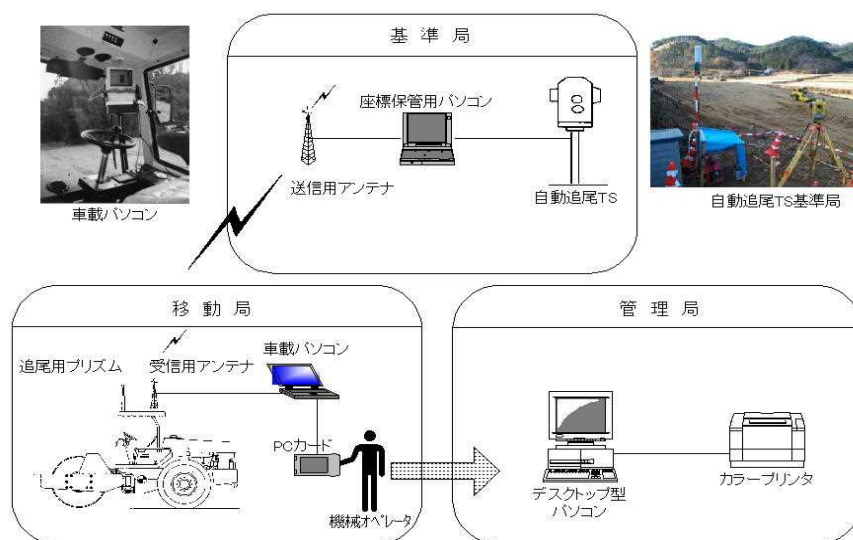 基準局
座標保管用パソコン
送信用アンテナ
自動追尾TS
車載パソコン
自動追尾TS基準局
移動局
追尾用プリズム
受信用アンテナ
車載パソコン
PCカード
機械オペレータ
管理局
デスクトップ型
パソコン
カラープリンタ